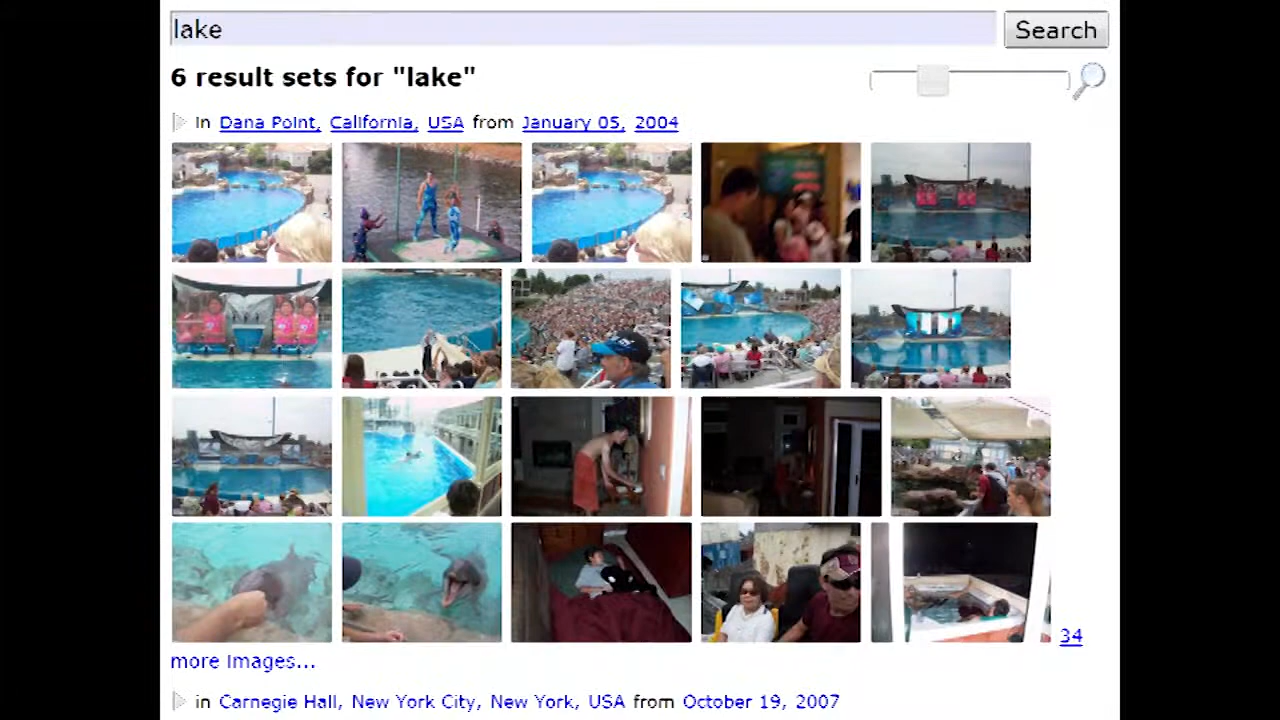 lake
Search
6 result sets for "lake"
in Dana Point, California, USA from January 05, 2004
34
more images...
in Carnegie Hall, New York City, New York, USA from October 19, 2007